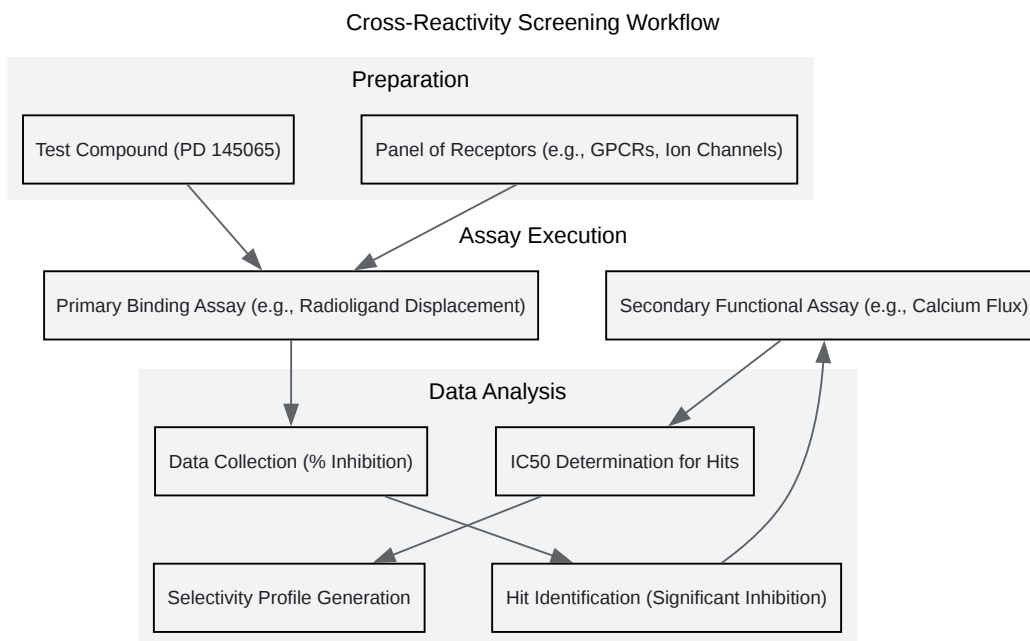 Cross-Reactivity Screening Workflow
Preparation
Test Compound (PD 145065)
Panel of Receptors (e.g., GPCRs, Ion Channels)
Assay Execution
Primary Binding Assay (e.g., Radioligand Displacement)
Secondary Functional Assay (e.g., Calcium Flux)
Data Analysis
Data Collection (% Inhibition)
IC50 Determination for Hits
Selectivity Profile Generation
Hit Identification (Significant Inhibition)